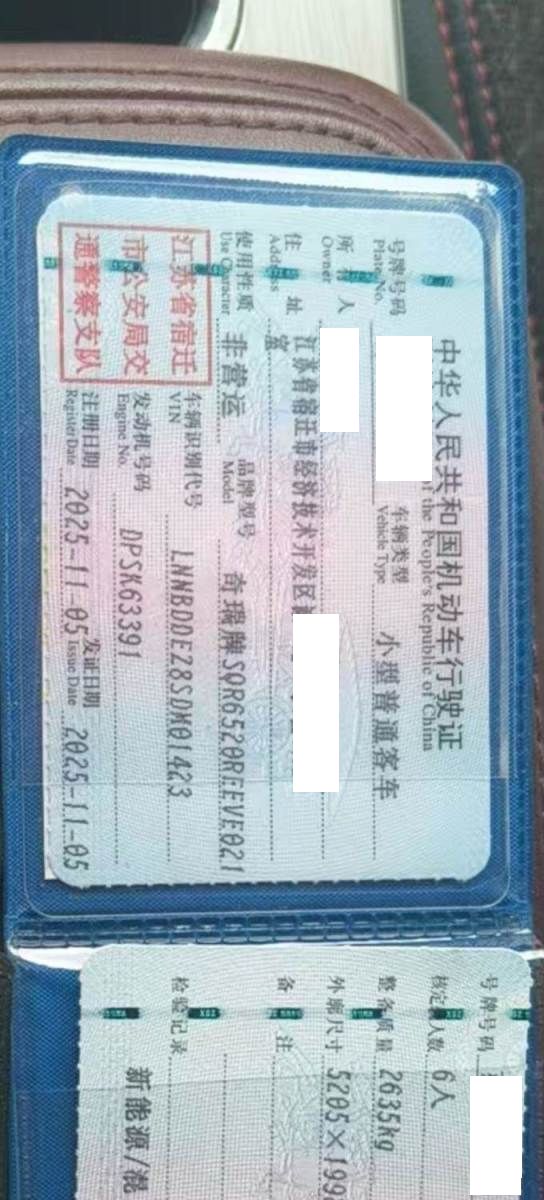 中华人民共和国机动车行驶证
of the People's Republic of China
号牌号码
Plate No.
车辆类型 小型普通客车
Vehicle Type
所有人
Owner
住址 江苏省宿迁市经济技术开发区
Address
室
使用性质 非营运 品牌型号 奇瑞牌SQR6520REEVE021
Use Character Model
江苏省宿迁
市公安局交
通警察支队
车辆识别代号 LNNBDDEZ8SDM01423
VIN
发动机号码 DPSK63391
Engine No.
注册日期 2025-11-05 发证日期 2025-11-05
Register Date Issue Date
号牌号码
核定载人数 6人
整备质量 2635kg
外廓尺寸 5205×199
备注
检验记录
新能源/混